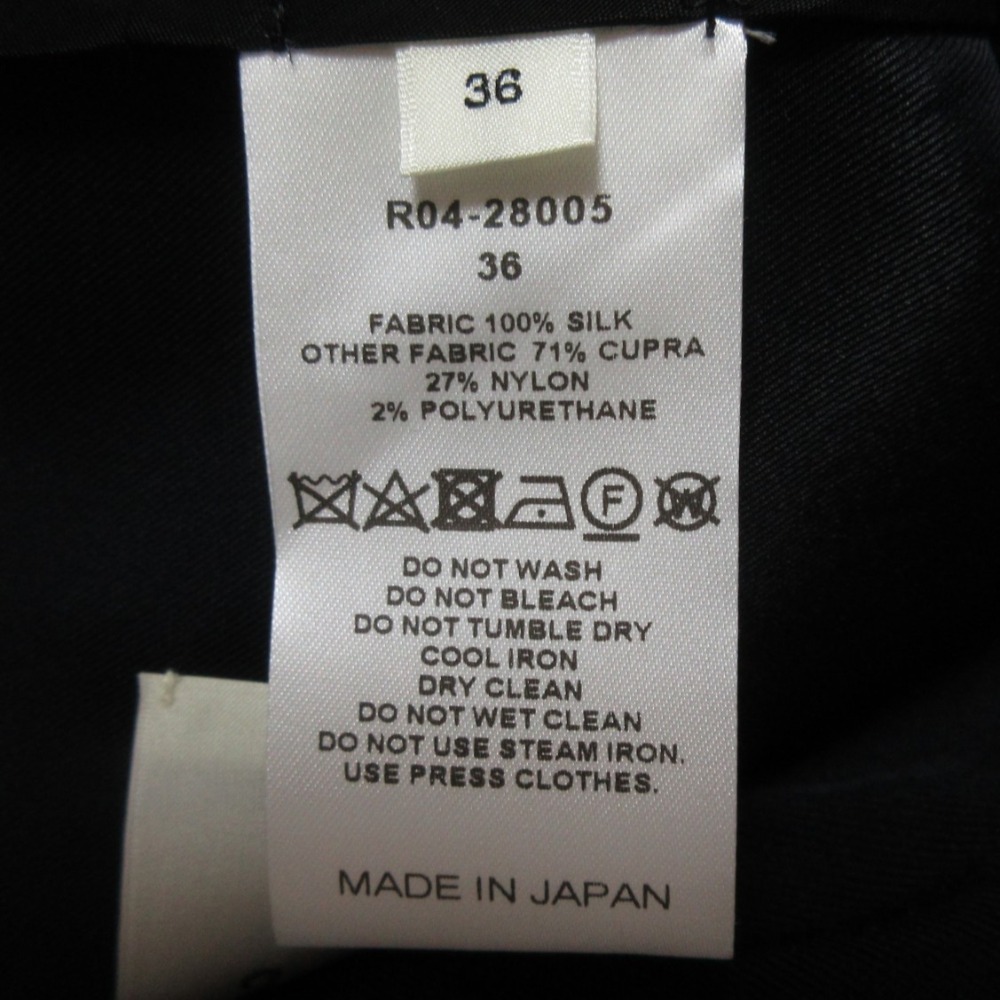 36
R04-28005
36
FABRIC 100% SILK
OTHER FABRIC 71% CUPRA
27% NYLON
2% POLYURETHANE
F W
DO NOT WASH
DO NOT BLEACH
DO NOT TUMBLE DRY
COOL IRON
DRY CLEAN
DO NOT WET CLEAN
DO NOT USE STEAM IRON.
USE PRESS CLOTHES.
MADE IN JAPAN